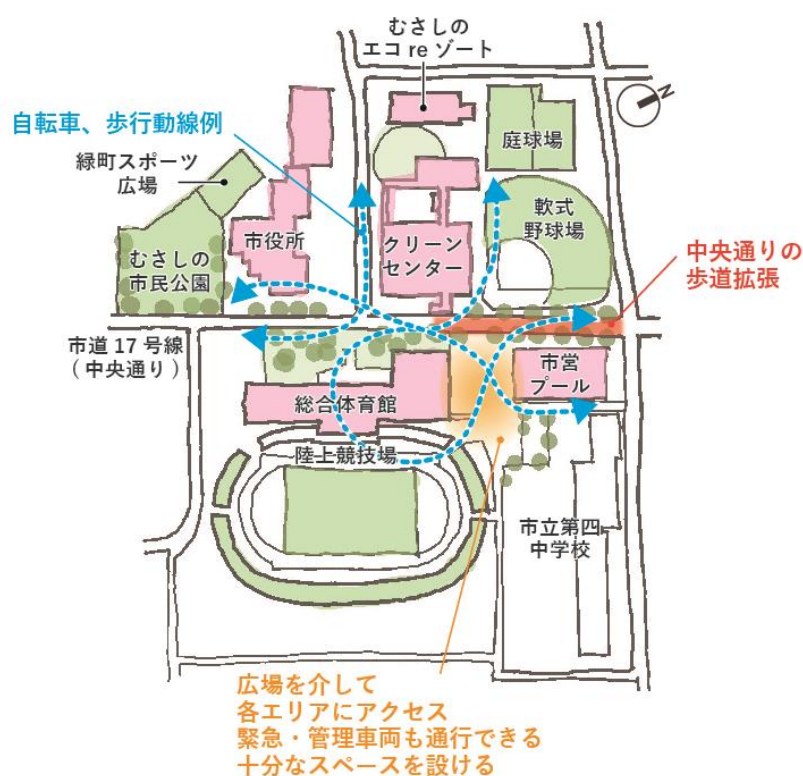 むさしの
エコ re ゾート
N
自転車、歩行動線例
緑町スポーツ
広場
庭球場
市役所
クリーン
センター
軟式
野球場
むさしの
市民公園
中央通りの
歩道拡張
市道 17 号線
（中央通り）
市営
プール
総合体育館
陸上競技場
市立第四
中学校
広場を介して
各エリアにアクセス
緊急・管理車両も通行できる
十分なスペースを設ける